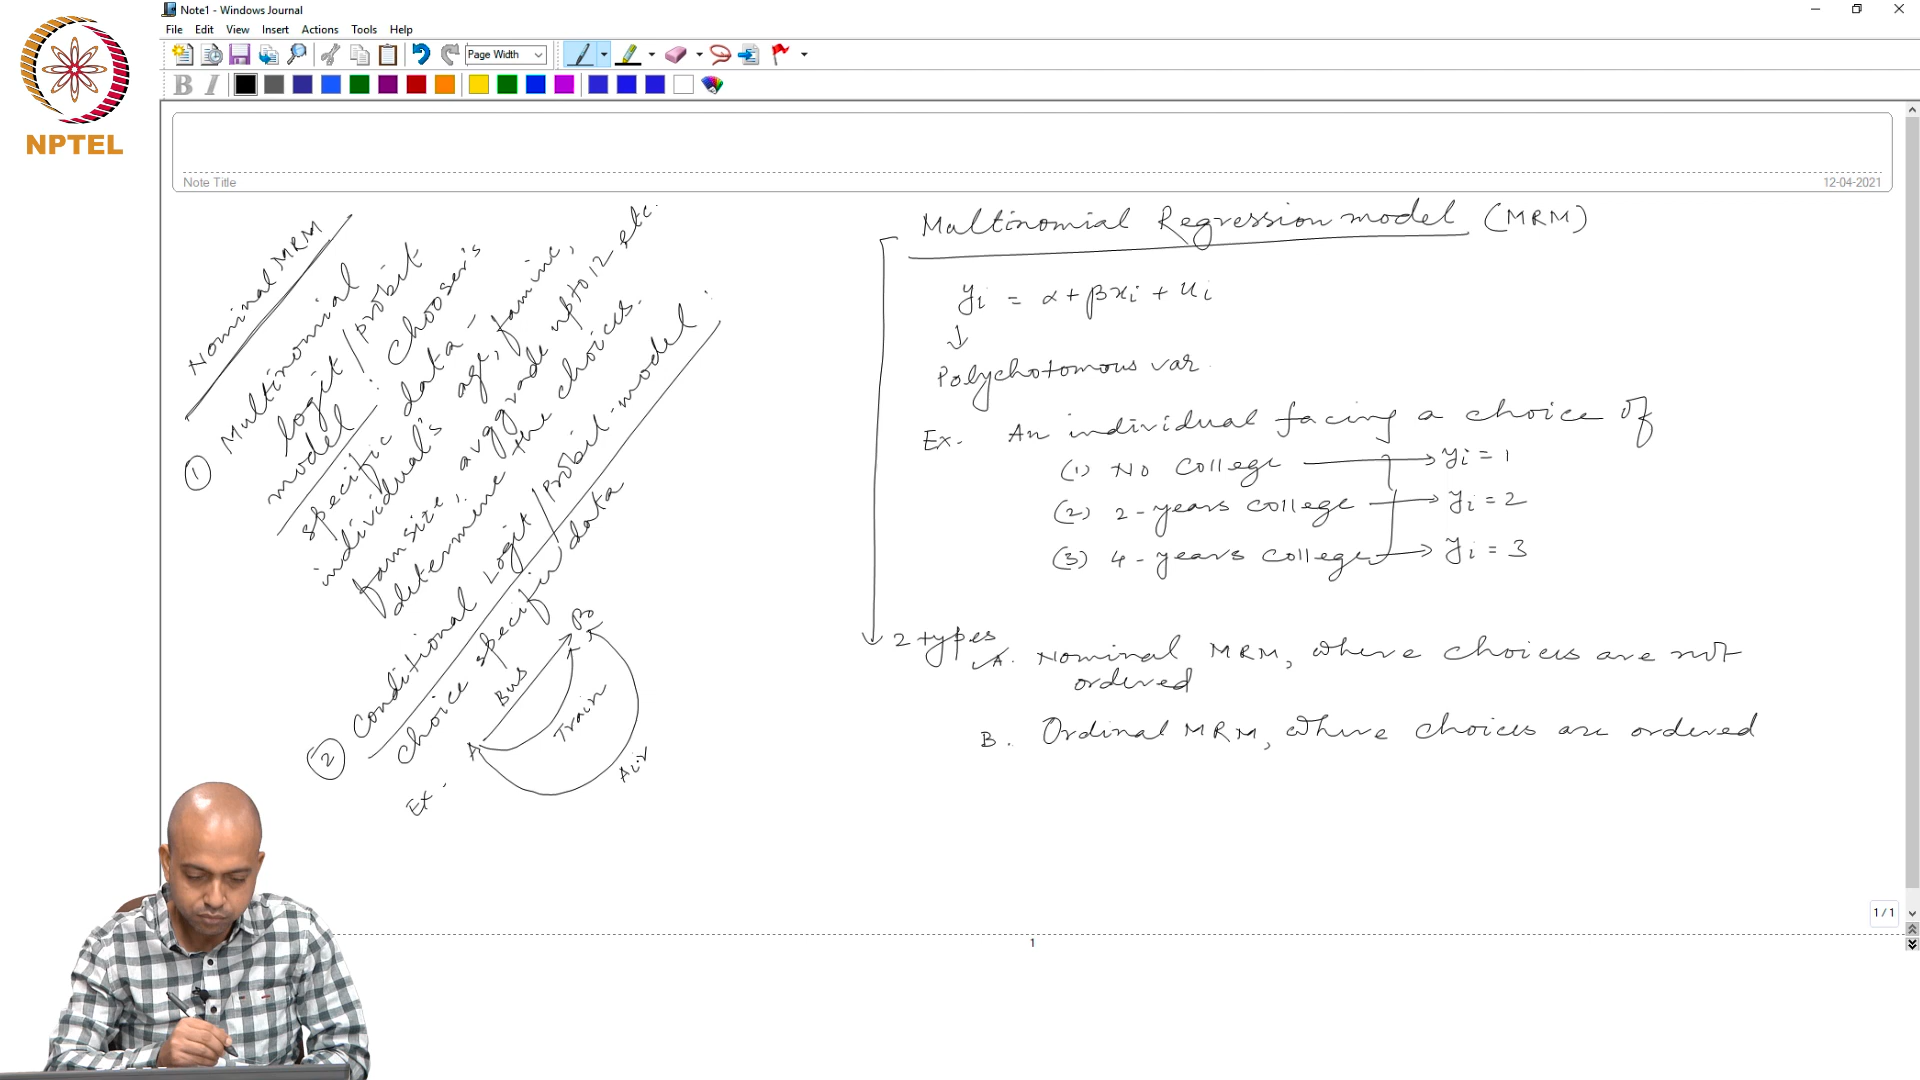 Note1 - Windows Journal
File Edit View Insert Actions Tools Help
Page Width
B I
NPTEL
Note Title
12-04-2021
Multinomial Regression model (MRM)
yi = α + βxi + ui
Polychotomous var.
Ex. An individual facing a choice of
(1) No College → yi = 1
(2) 2-years college → yi = 2
(3) 4-years college → yi = 3
2 types
A. Nominal MRM, where choices are not
ordered
B. Ordinal MRM, where choices are ordered
Nominal MRM
① Multinomial
logit/probit
model : Chooser's
specific data -
individual's age, faminc,
famsize, avg grade upto 12 etc.
determine the choices.
② Conditional Logit/Probit model:
choice specific data
Ex - A
Bus
Train
Air
1
1 / 1